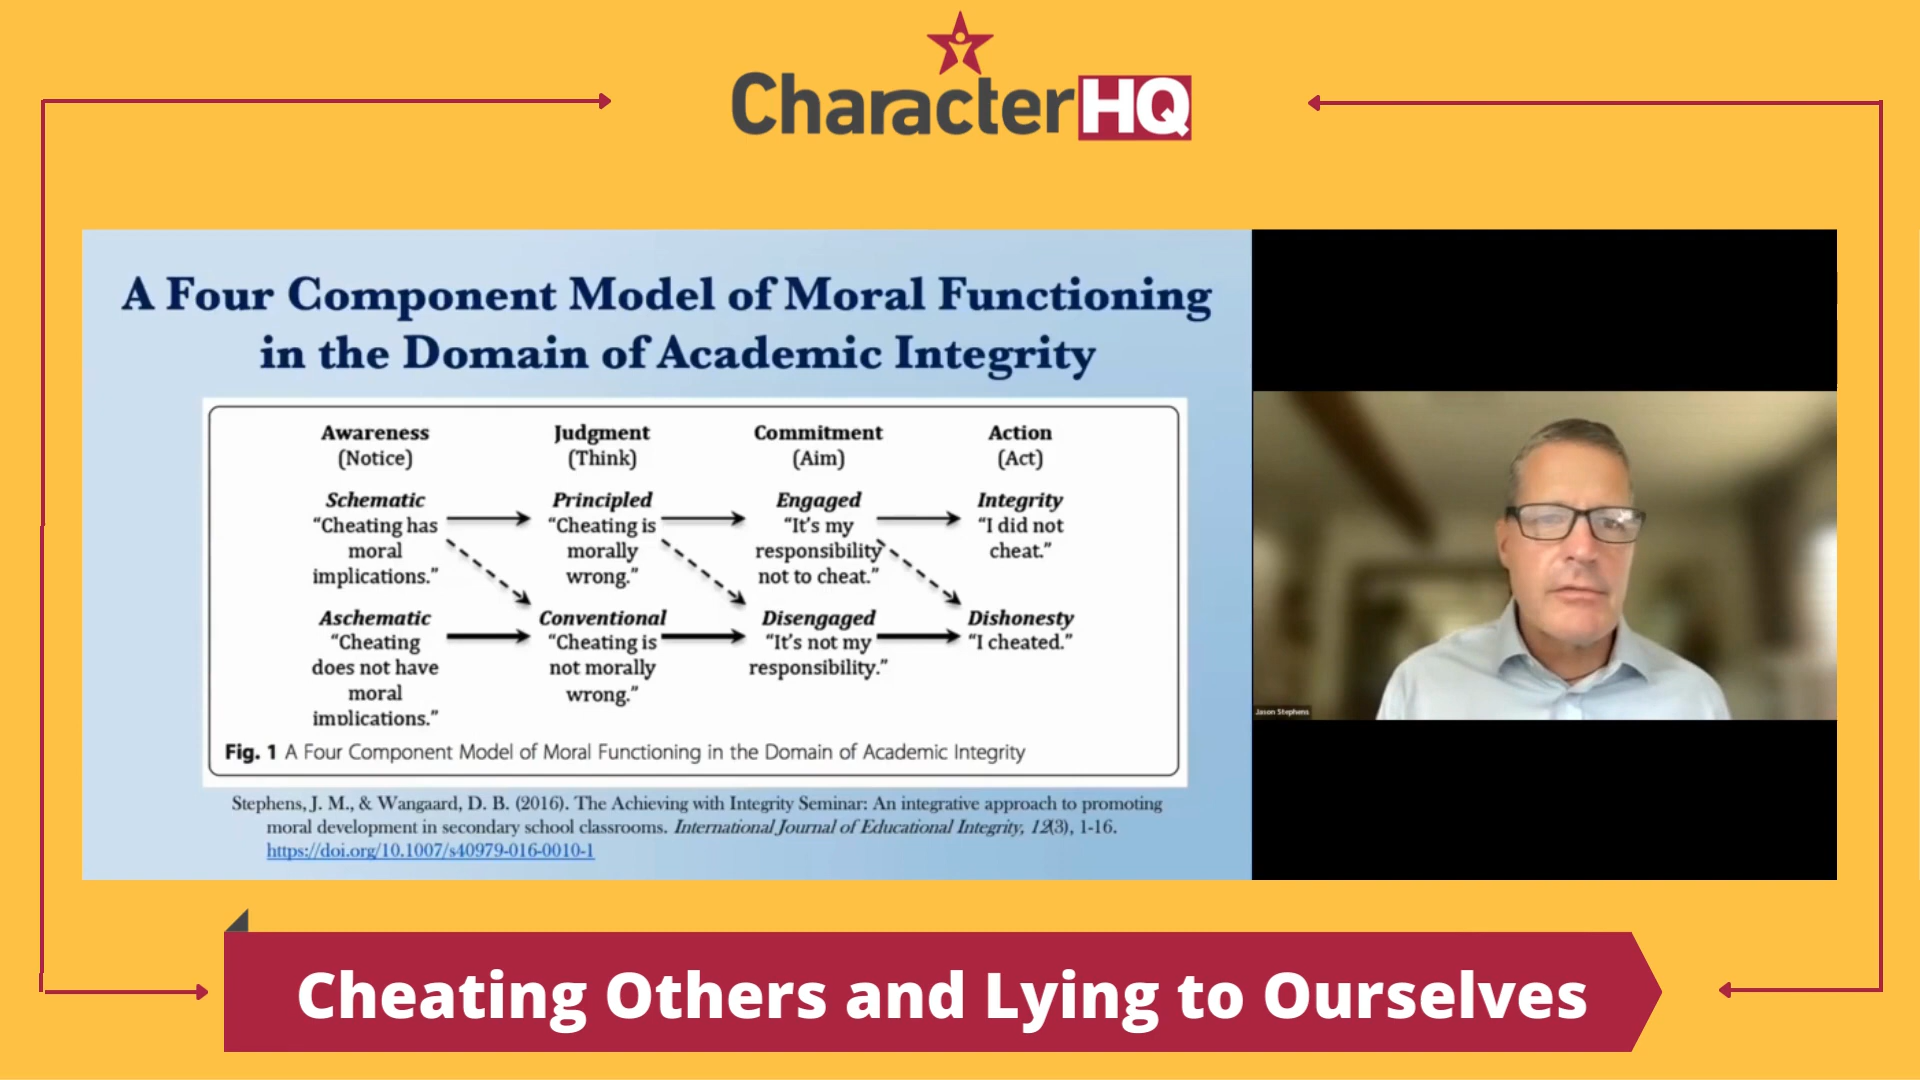 CharacterHQ
A Four Component Model of Moral Functioning
in the Domain of Academic Integrity
Awareness
(Notice)
Schematic
“Cheating has
moral
implications.”
Aschematic
“Cheating
does not have
moral
implications.”
Judgment
(Think)
Principled
“Cheating is
morally
wrong.”
Conventional
“Cheating is
not morally
wrong.”
Commitment
(Aim)
Engaged
“It’s my
responsibility
not to cheat.”
Disengaged
“It’s not my
responsibility.”
Action
(Act)
Integrity
“I did not
cheat.”
Dishonesty
“I cheated.”
Fig. 1 A Four Component Model of Moral Functioning in the Domain of Academic Integrity
Stephens, J. M., & Wangaard, D. B. (2016). The Achieving with Integrity Seminar: An integrative approach to promoting
moral development in secondary school classrooms. International Journal of Educational Integrity, 12(3), 1-16.
https://doi.org/10.1007/s40979-016-0010-1
Jason Stephens
Cheating Others and Lying to Ourselves